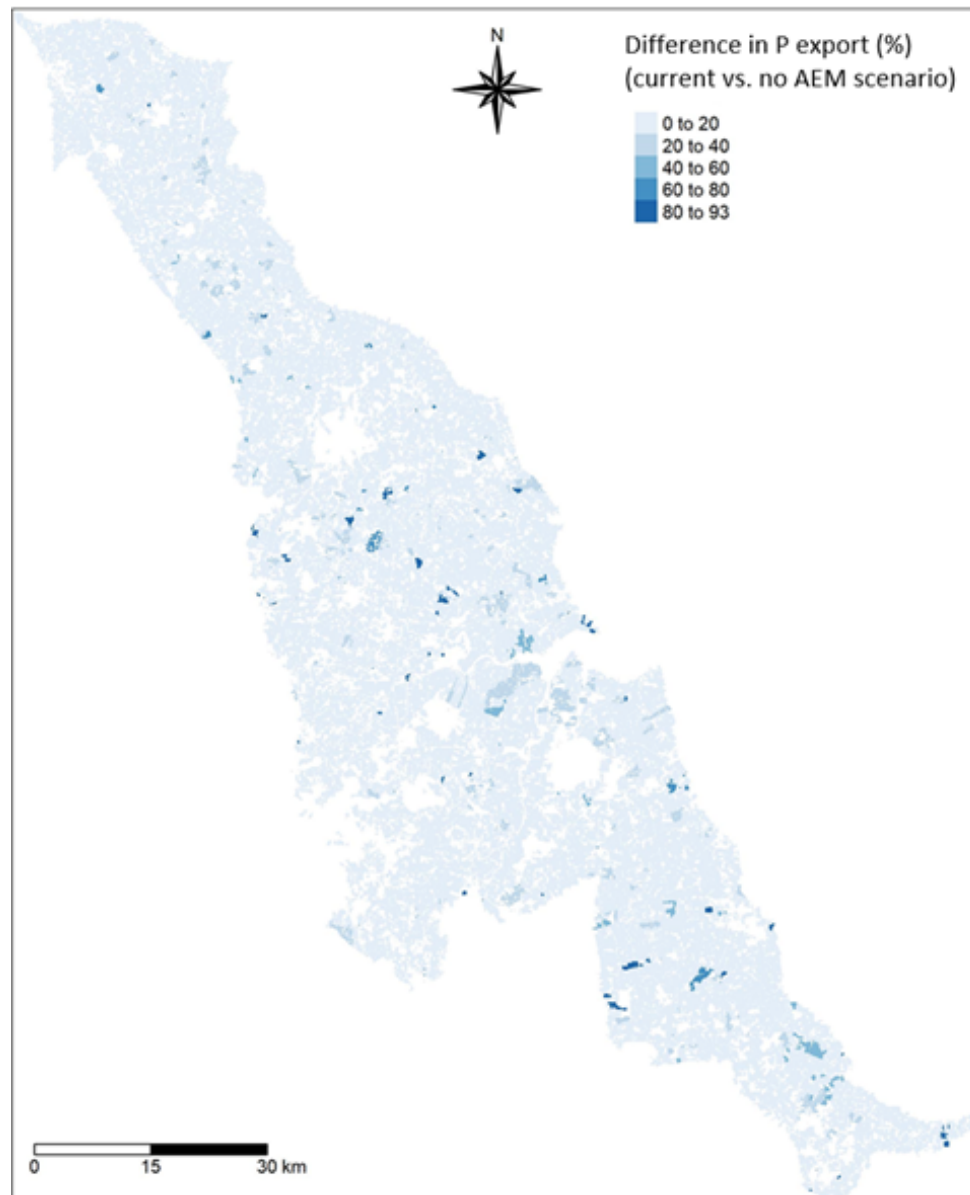 N
Difference in P export (%)
(current vs. no AEM scenario)
0 to 20
20 to 40
40 to 60
60 to 80
80 to 93
0 15 30 km